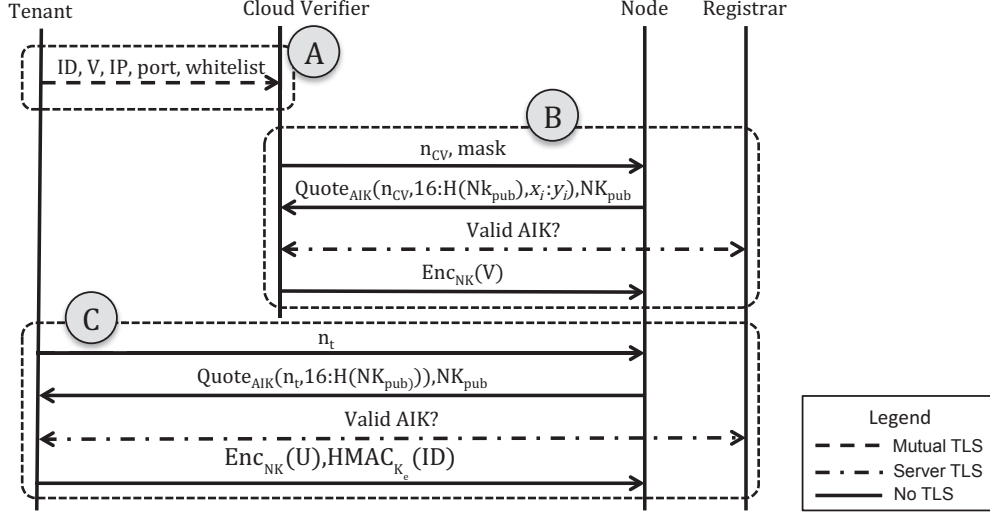 Tenant Cloud Verifier Node Registrar
A
ID, V, IP, port, whitelist
B
n_CV, mask
Quote_AIK(n_CV,16:H(Nk_pub),x_i:y_i),NK_pub
Valid AIK?
Enc_NK(V)
C
n_t
Quote_AIK(n_t,16:H(NK_pub))),NK_pub
Valid AIK?
Enc_NK(U),HMAC_K_e(ID)
Legend
Mutual TLS
Server TLS
No TLS